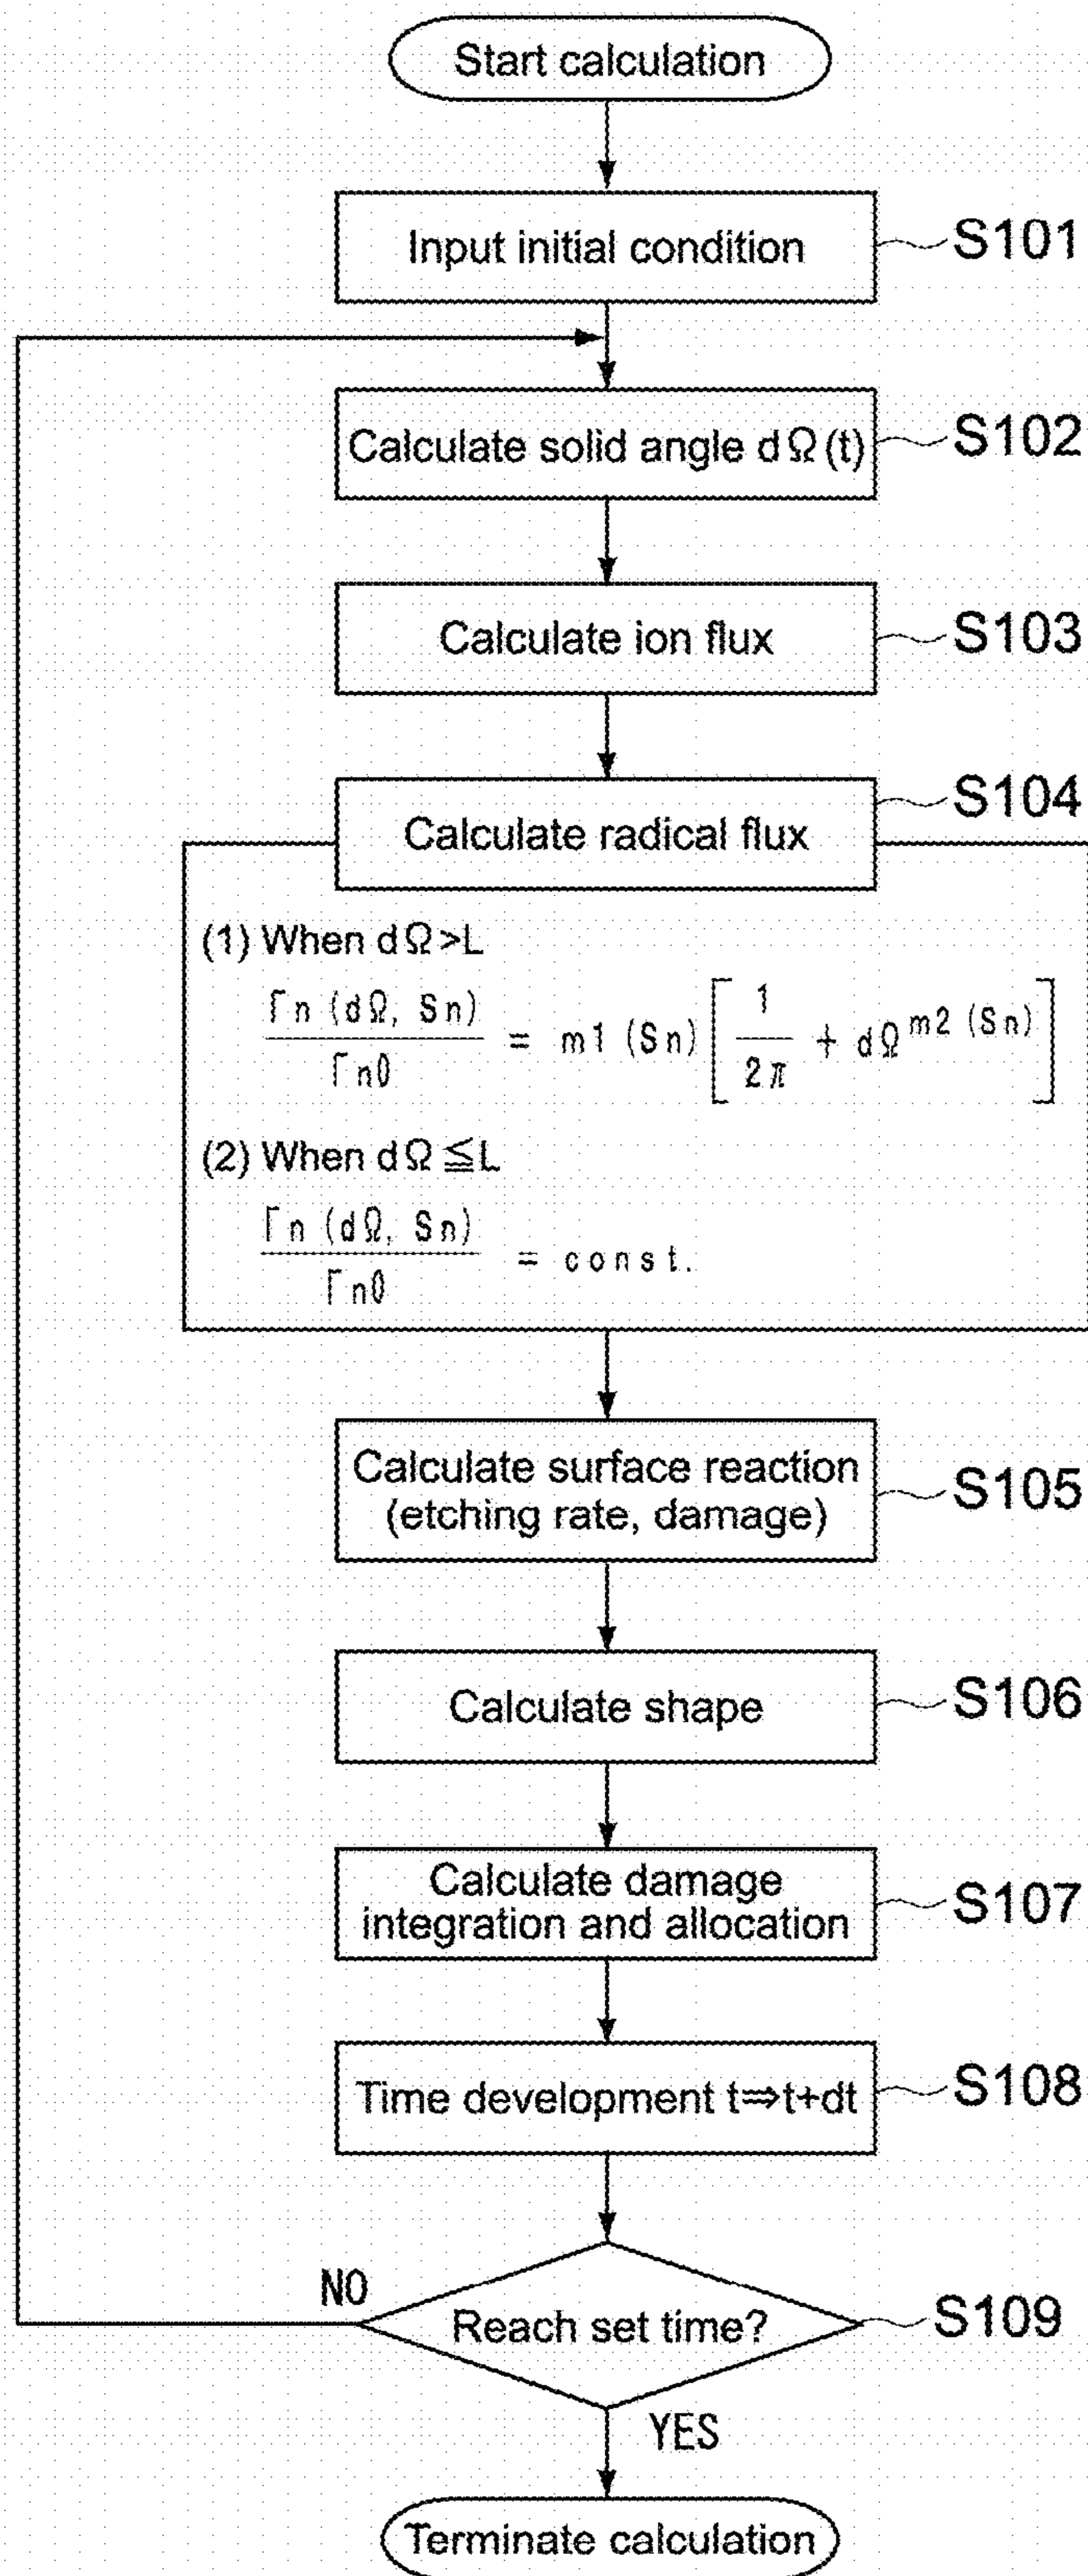 Start calculation
Input initial condition
S101
Calculate solid angle dΩ(t)
S102
Calculate ion flux
S103
Calculate radical flux
S104
(1) When dΩ>L
Γn (dΩ, Sn)
Γn0
= m1 (Sn) [ 1/2π + dΩ^m2 (Sn) ]
(2) When dΩ≦L
Γn (dΩ, Sn)
Γn0
= const.
Calculate surface reaction
(etching rate, damage)
S105
Calculate shape
S106
Calculate damage
integration and allocation
S107
Time development t⇒t+dt
S108
NO
Reach set time?
S109
YES
Terminate calculation